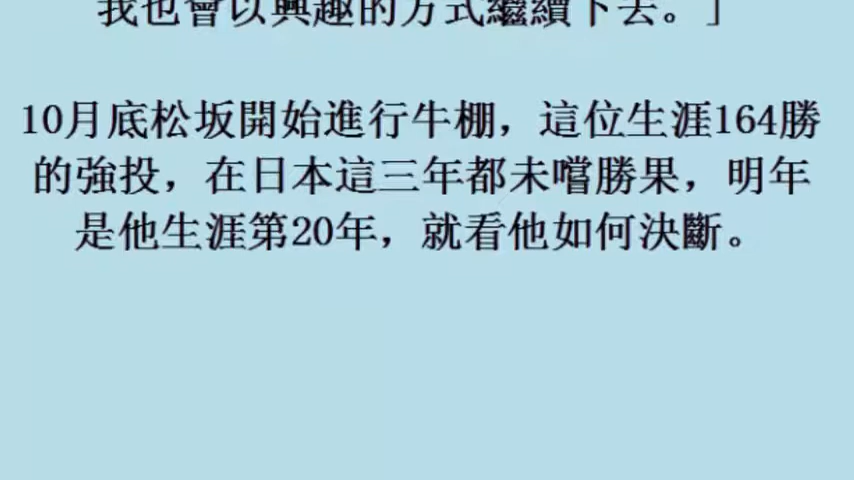 我也會以興趣的方式繼續下去。」
10月底松坂開始進行牛棚，這位生涯164勝
的強投，在日本這三年都未嚐勝果，明年
是他生涯第20年，就看他如何決斷。